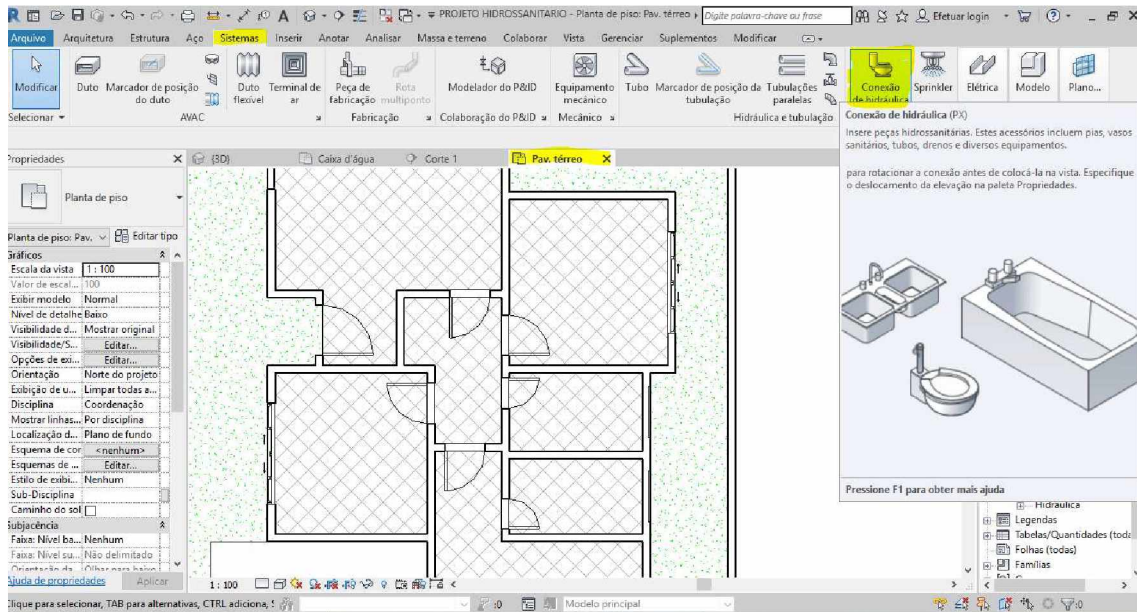 PROJETO HIDROSSANITARIO - Planta de piso: Pav. térreo
Digite palavra-chave ou frase
Efetuar login
Arquivo Arquitetura Estrutura Aço Sistemas Inserir Anotar Analisar Massa e terreno Colaborar Vista Gerenciar Suplementos Modificar
Modificar
Duto
Marcador de posição do duto
Duto flexível
Terminal de ar
Peça de fabricação
Rota multiponto
Modelador do P&ID
Equipamento mecânico
Tubo
Marcador de posição da tubulação
Tubulações paralelas
Conexão de hidráulica
Sprinkler
Elétrica
Modelo
Plano...
Selecionar
AVAC
Fabricação
Colaboração do P&ID
Mecânico
Hidráulica e tubulação
Conexão de hidráulica (PX)
Insere peças hidrossanitárias. Estes acessórios incluem pias, vasos
sanitários, tubos, drenos e diversos equipamentos.
para rotacionar a conexão antes de colocá-la na vista. Especifique
o deslocamento da elevação na paleta Propriedades.
Pressione F1 para obter mais ajuda
Propriedades
{3D}
Caixa d'água
Corte 1
Pav. térreo
Planta de piso
Planta de piso: Pav.
Editar tipo
Gráficos
Escala da vista 1 : 100
Valor de escal... 100
Exibir modelo Normal
Nível de detalhe Baixo
Visibilidade d... Mostrar original
Visibilidade/S... Editar...
Opções de exi... Editar...
Orientação Norte do projeto
Exibição de u... Limpar todas a...
Disciplina Coordenação
Mostrar linhas... Por disciplina
Localização d... Plano de fundo
Esquema de cor <nenhum>
Esquemas de ... Editar...
Estilo de exibi... Nenhum
Sub-Disciplina
Caminho do sol
Subjacência
Faixa: Nível ba... Nenhum
Faixa: Nível su... Não delimitado
Orientação da Olhar para baixo
Ajuda de propriedades
Aplicar
1 : 100
Hidráulica
Legendas
Tabelas/Quantidades (toda
Folhas (todas)
Famílias
Clique para selecionar, TAB para alternativas, CTRL adiciona,
:0
Modelo principal
:0